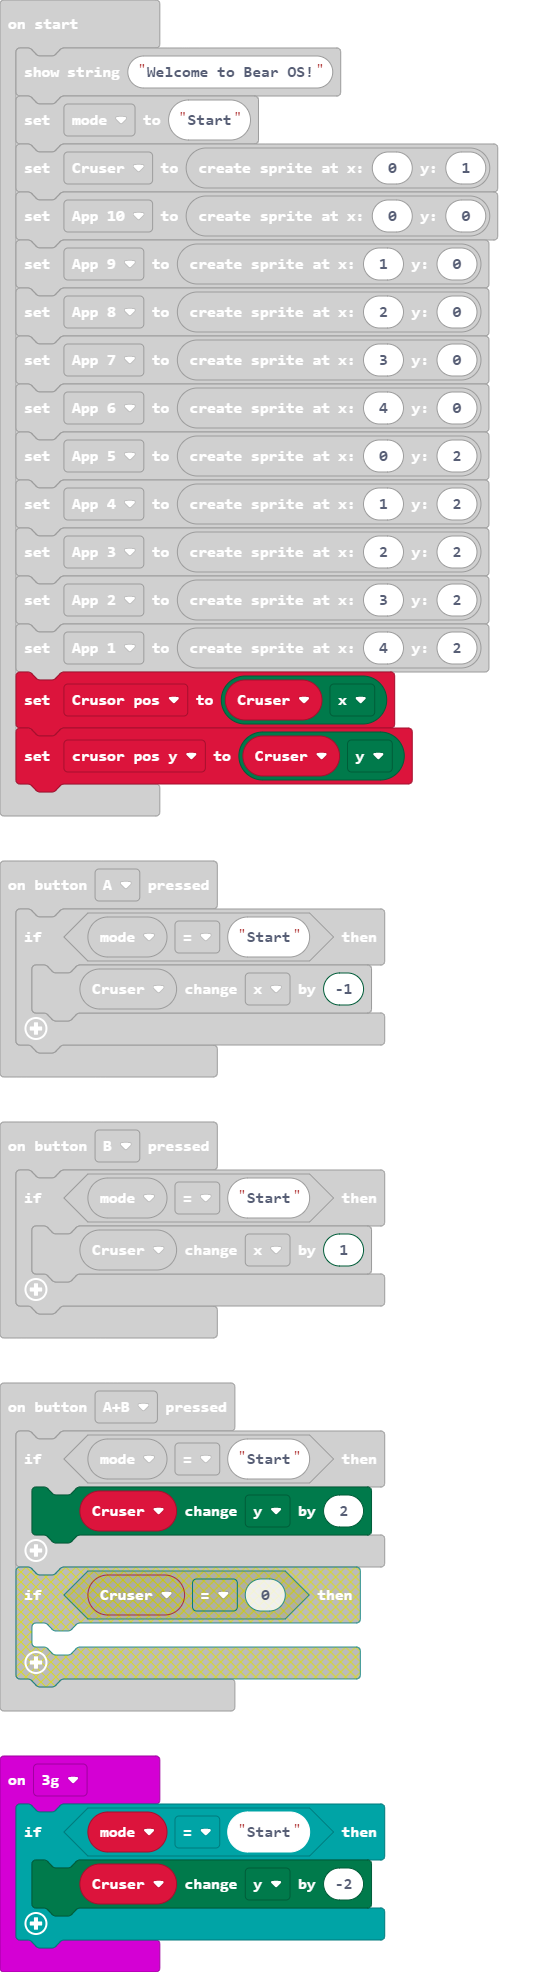 on start
show string "Welcome to Bear OS!"
set mode to "Start"
set Cruser to create sprite at x: 0 y: 1
set App 10 to create sprite at x: 0 y: 0
set App 9 to create sprite at x: 1 y: 0
set App 8 to create sprite at x: 2 y: 0
set App 7 to create sprite at x: 3 y: 0
set App 6 to create sprite at x: 4 y: 0
set App 5 to create sprite at x: 0 y: 2
set App 4 to create sprite at x: 1 y: 2
set App 3 to create sprite at x: 2 y: 2
set App 2 to create sprite at x: 3 y: 2
set App 1 to create sprite at x: 4 y: 2
set Crusor pos to Cruser x
set crusor pos y to Cruser y
on button A pressed
if mode = "Start" then
Cruser change x by -1
on button B pressed
if mode = "Start" then
Cruser change x by 1
on button A+B pressed
if mode = "Start" then
Cruser change y by 2
if Cruser = 0 then
on 3g
if mode = "Start" then
Cruser change y by -2